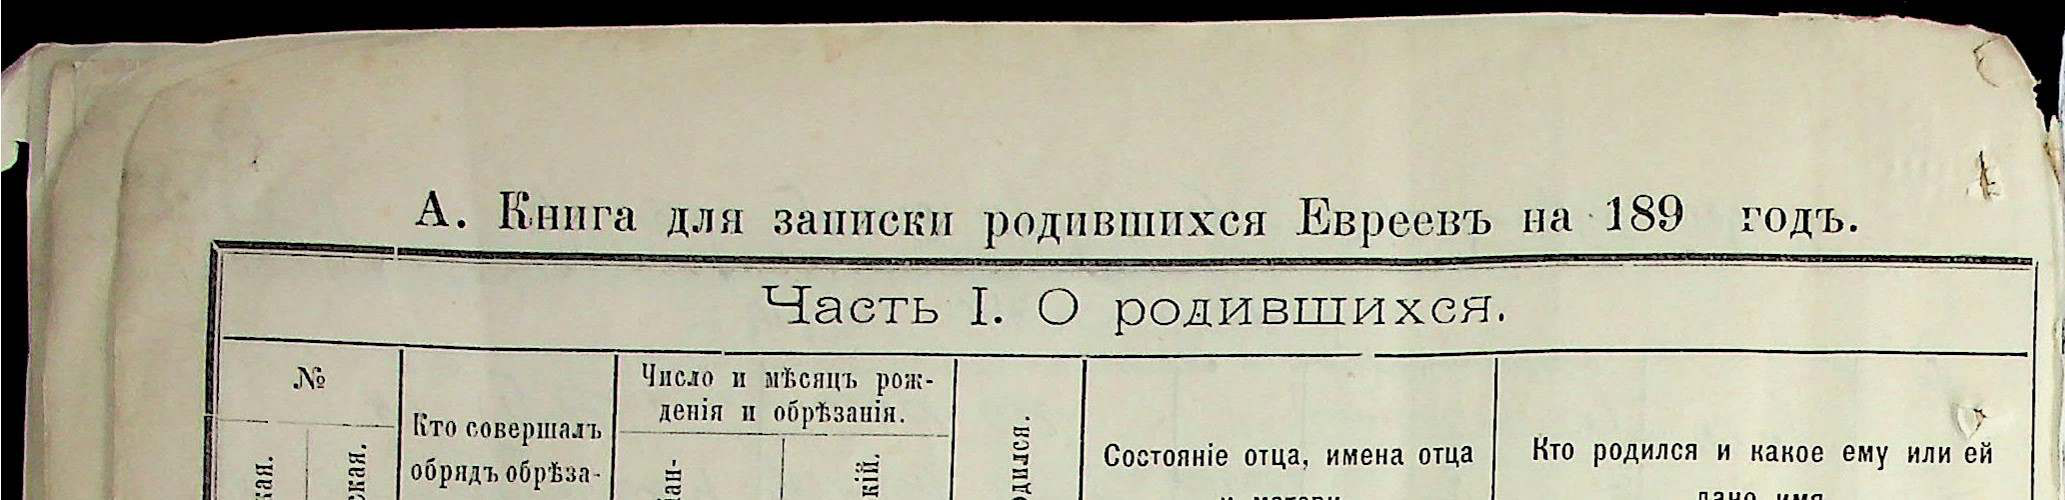 А. Книга для записки родившихся Евреевъ на 189 годъ.
Часть I. О родившихся.
№
Число и мѣсяцъ рож-
денія и обрѣзанія.
Кто совершалъ
обрядъ обрѣза-
Состояніе отца, имена отца
Кто родился и какое ему или ей